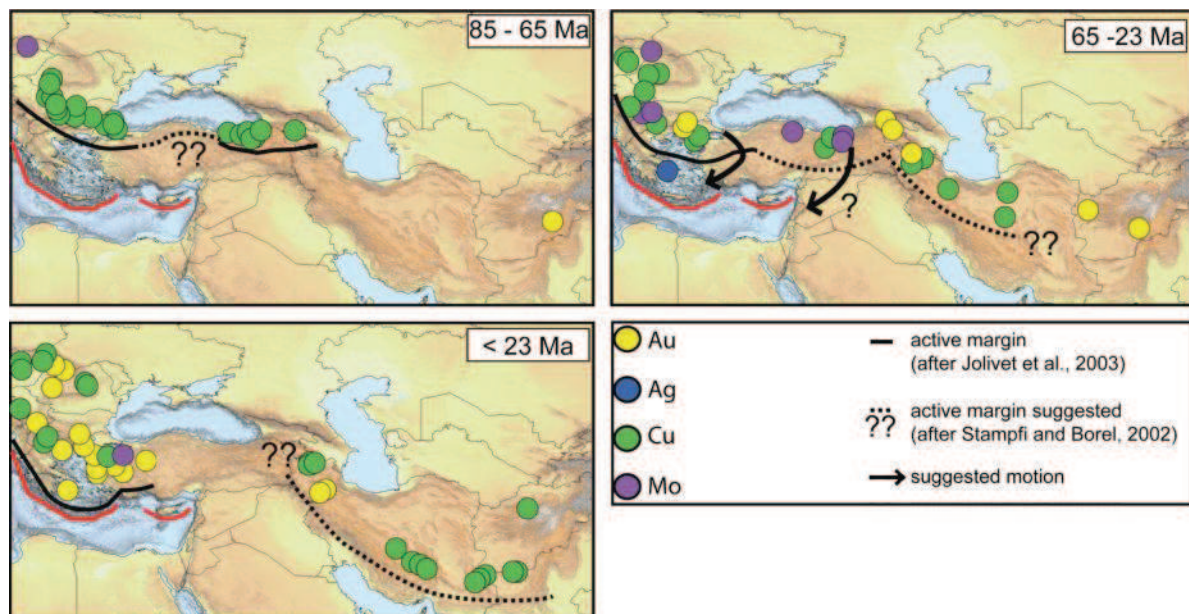 85 - 65 Ma
??
65 -23 Ma
?
??
< 23 Ma
??
Au
Ag
Cu
Mo
active margin
(after Jolivet et al., 2003)
??
active margin suggested
(after Stampfi and Borel, 2002)
suggested motion